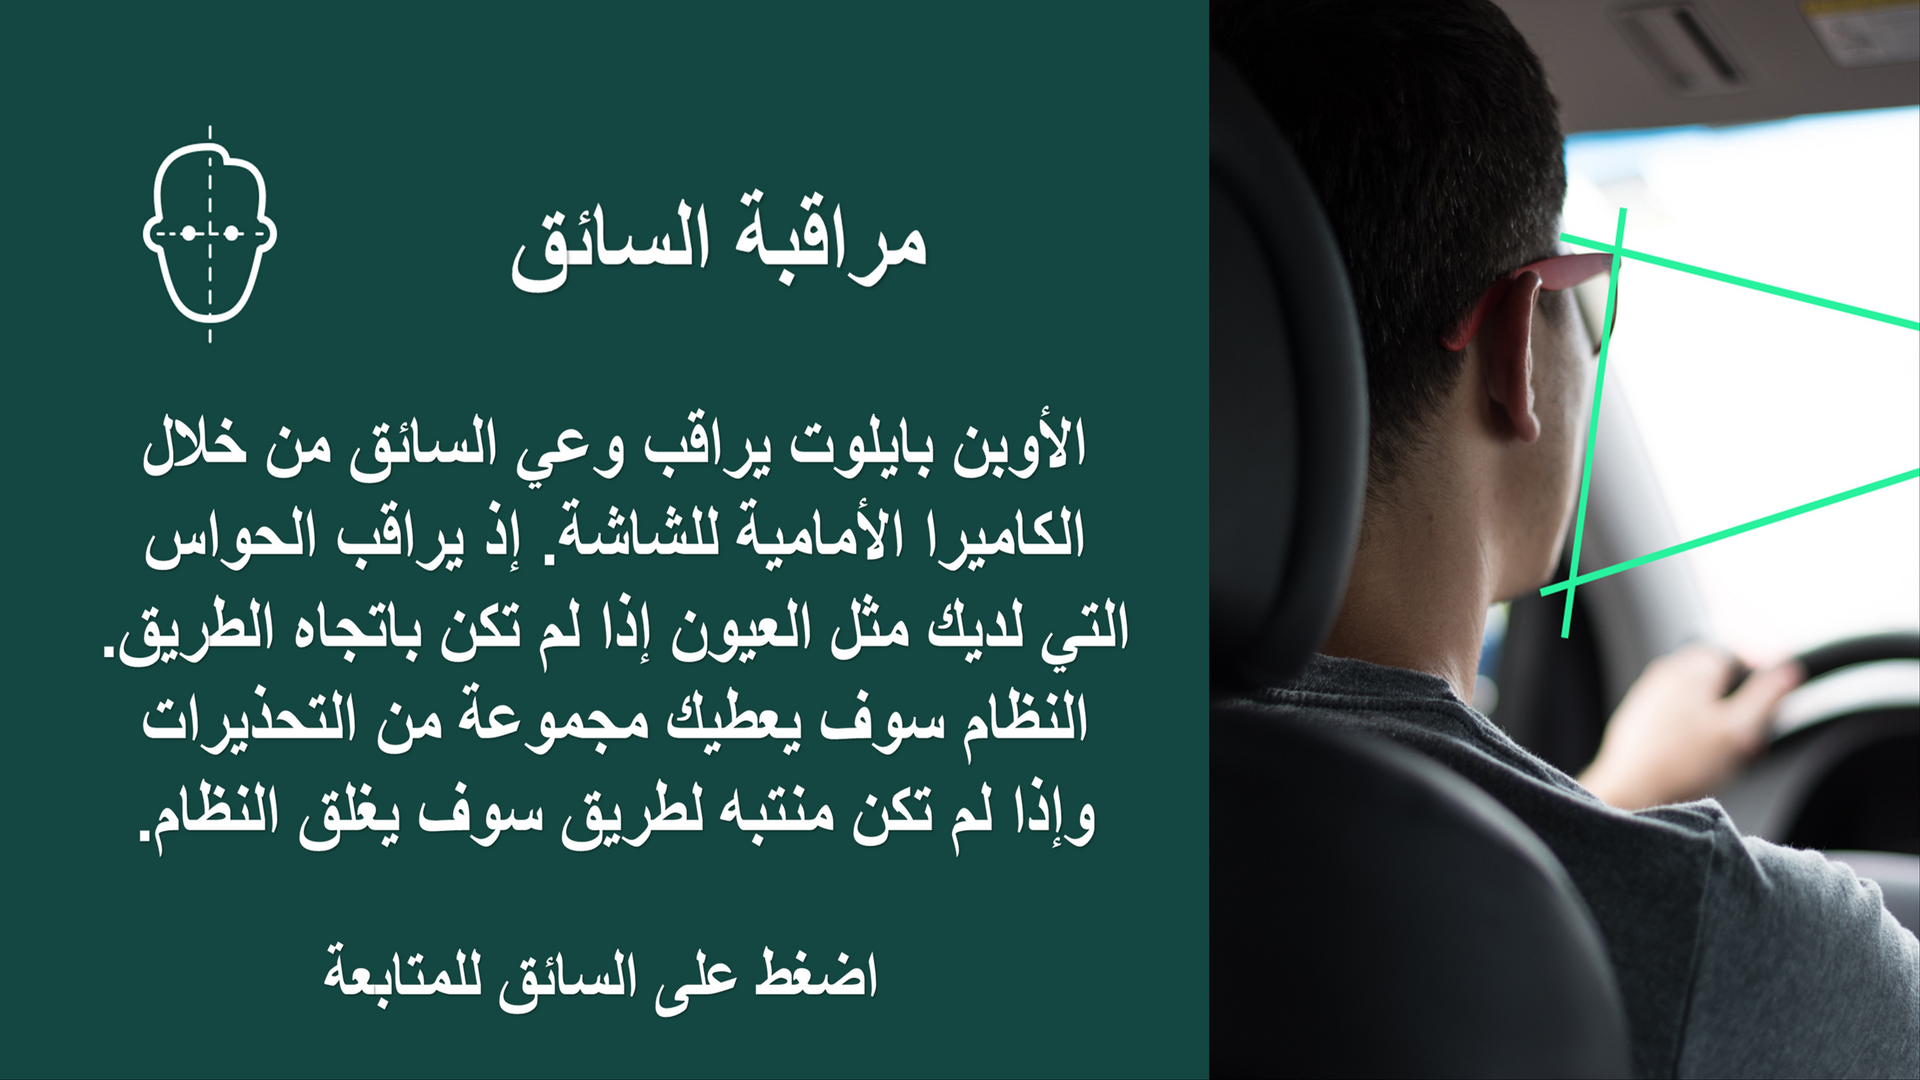 مراقبة السائق
الأوبن بايلوت يراقب وعي السائق من خلال
الكاميرا الأمامية للشاشة. إذ يراقب الحواس
التي لديك مثل العيون إذا لم تكن باتجاه الطريق.
النظام سوف يعطيك مجموعة من التحذيرات
وإذا لم تكن منتبه لطريق سوف يغلق النظام.
اضغط على السائق للمتابعة